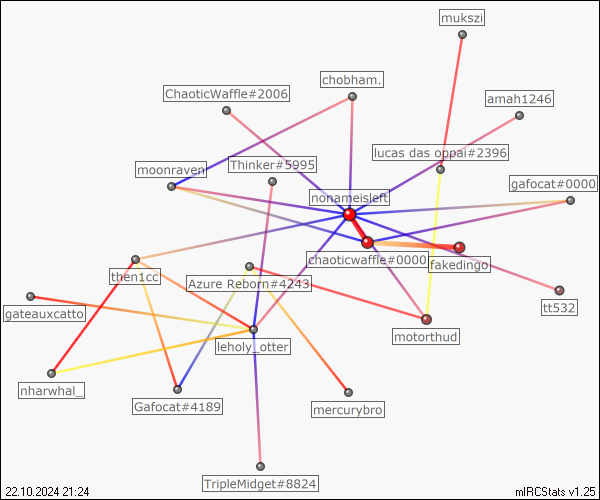 mukszi
chobham.
ChaoticWaffle#2006
amah1246
lucas das oppai#2396
moonraven
Thinker#5995
gafocat#0000
nonameisleft
chaoticwaffle#0000
fakedingo
then1cc
Azure Reborn#4243
tt532
gateauxcatto
motorthud
leholy_otter
nharwhal_
Gafocat#4189
mercurybro
TripleMidget#8824
22.10.2024 21:24
mIRCStats v1.25